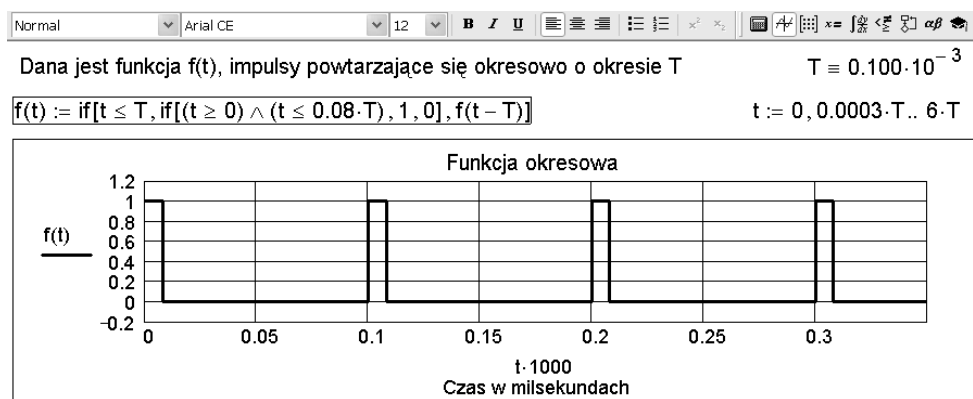 Normal Arial CE 12 B I U x² x₂ x= αβ
Dana jest funkcja f(t), impulsy powtarzające się okresowo o okresie T T ≡ 0.100·10⁻³
f(t) := if[t ≤ T, if[(t ≥ 0) ∧ (t ≤ 0.08·T), 1, 0], f(t − T)] t := 0, 0.0003·T.. 6·T
Funkcja okresowa
1.2
1
0.8
0.6
0.4
0.2
0
−0.2
f(t)
0 0.05 0.1 0.15 0.2 0.25 0.3
t·1000
Czas w milsekundach